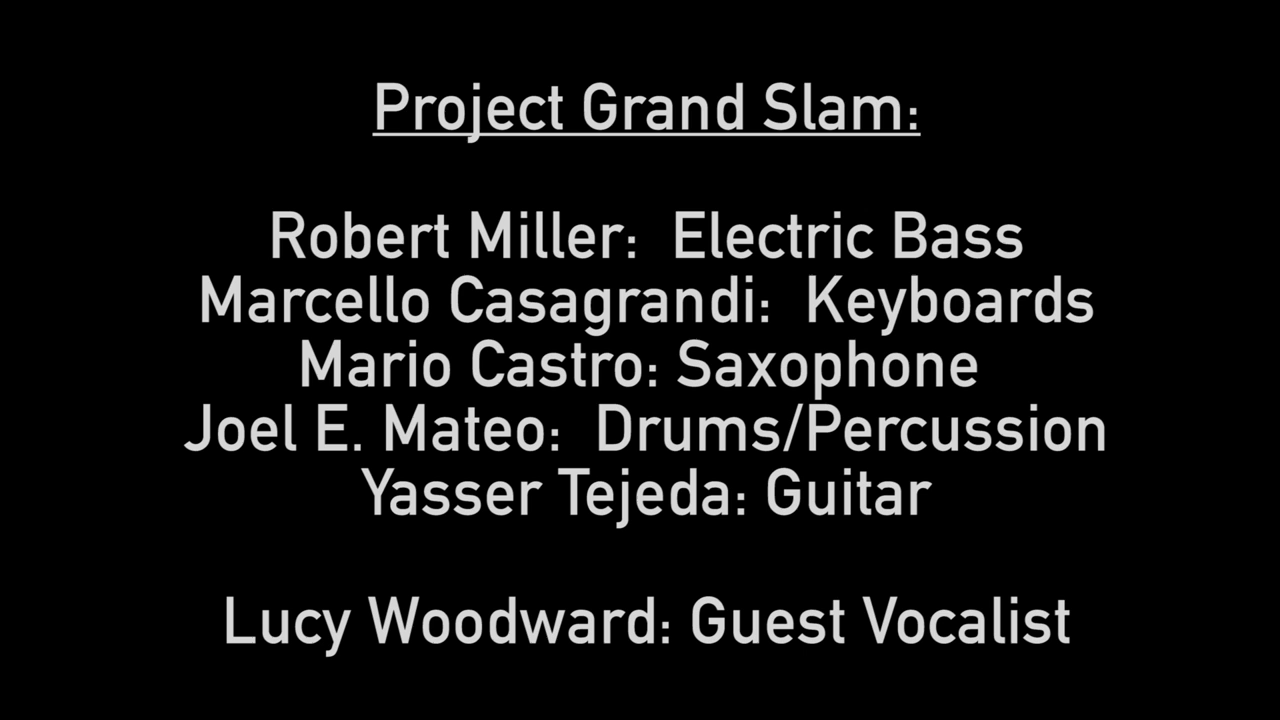 Project Grand Slam:
Robert Miller:  Electric Bass
Marcello Casagrandi:  Keyboards
Mario Castro: Saxophone
Joel E. Mateo:  Drums/Percussion
Yasser Tejeda: Guitar
Lucy Woodward: Guest Vocalist